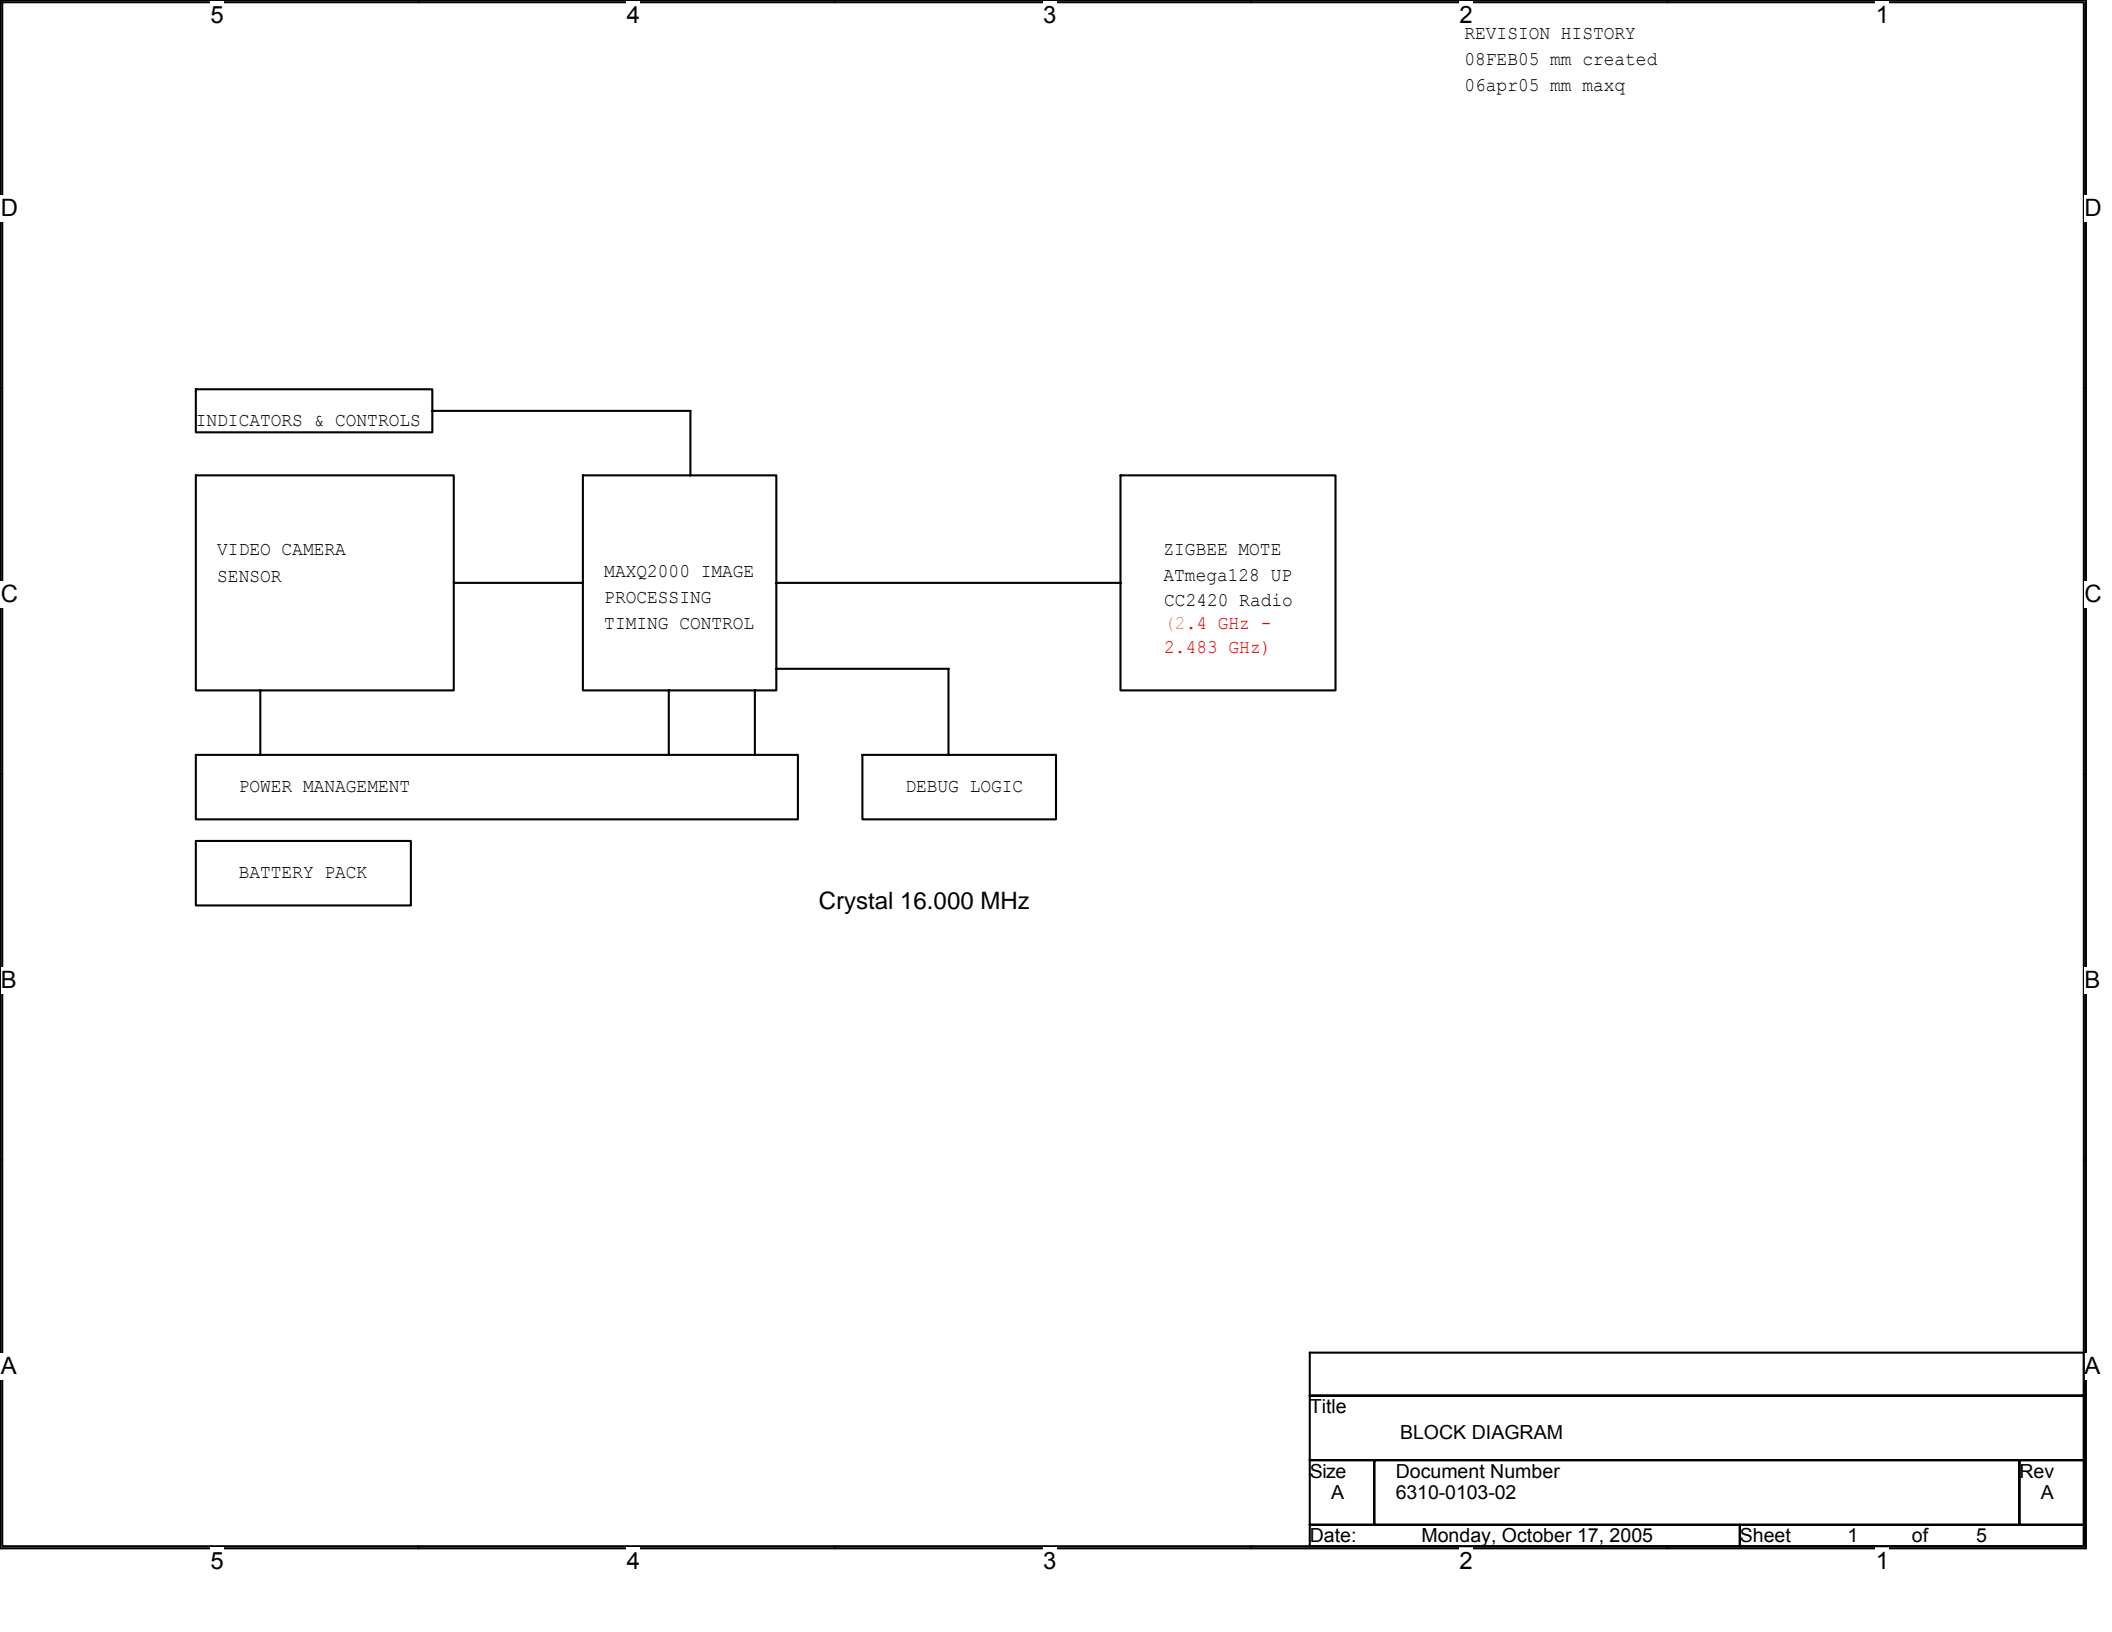 5 4 3 2 1
REVISION HISTORY
08FEB05 mm created
06apr05 mm maxq
D D
INDICATORS & CONTROLS
VIDEO CAMERA
SENSOR
MAXQ2000 IMAGE
PROCESSING
TIMING CONTROL
ZIGBEE MOTE
ATmega128 UP
CC2420 Radio
(2.4 GHz -
2.483 GHz)
C C
POWER MANAGEMENT
DEBUG LOGIC
BATTERY PACK
Crystal 16.000 MHz
B B
A A
Title
BLOCK DIAGRAM
Size Document Number Rev
A 6310-0103-02 A
Date: Monday, October 17, 2005 Sheet 1 of 5
5 4 3 2 1